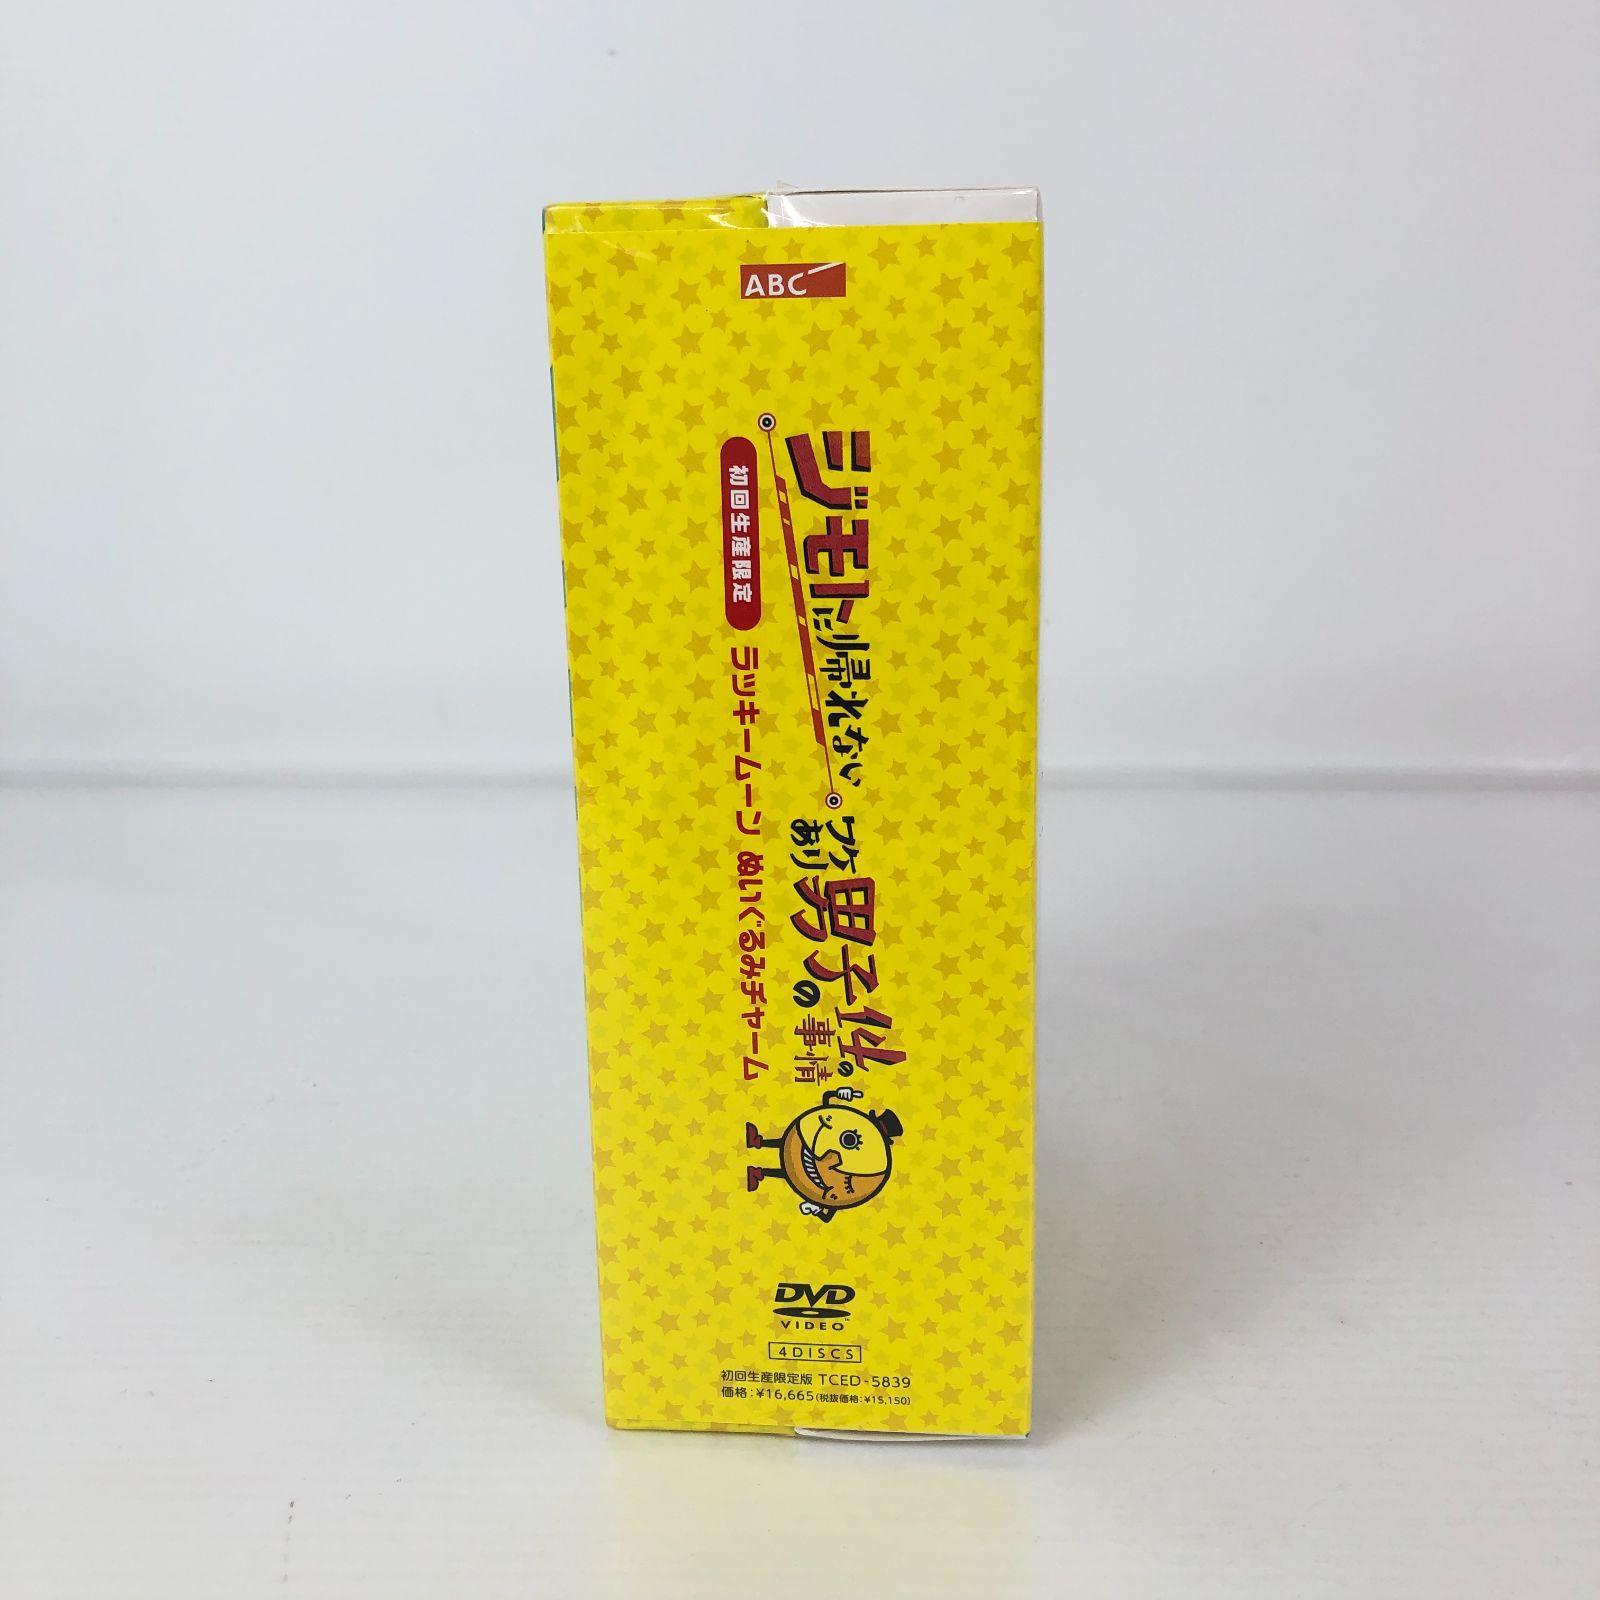 ABC
ジモトに帰れない
ワケあり男子の事情
初回生産限定
ラッキームーン ぬいぐるみチャーム
DVD
VIDEO
4DISCS
初回生産限定版 TCED-5839
価格:¥16,665(税抜価格:¥15,150)